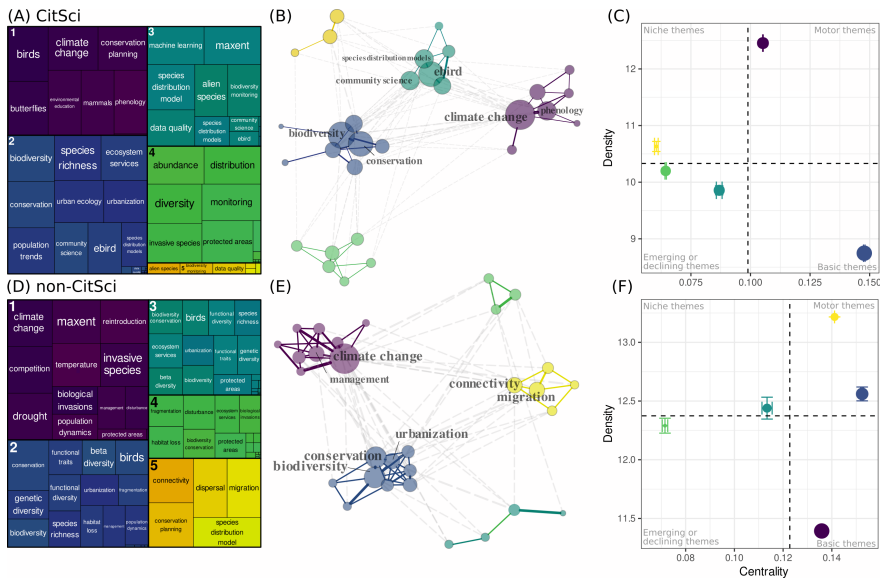 (A) CitSci
1
birds
climate
change
conservation
planning
butterflies
environmental
education
mammals
phenology
2
biodiversity
species
richness
ecosystem
services
conservation
urban ecology
urbanization
population
trends
community
science
ebird
species
distribution
models
3
machine learning
maxent
species
distribution
model
alien
species
biodiversity
monitoring
data quality
species
distribution
models
community
science
ebird
4
abundance
distribution
diversity
monitoring
invasive species
protected areas
alien species
5
biodiversity
monitoring
data quality
(B)
species distribution models
community science
ebird
climate change
phenology
biodiversity
conservation
(C)
Niche themes
Motor themes
Emerging or
declining themes
Basic themes
Density
12
11
10
9
0.075
0.100
0.125
0.150
(D) non-CitSci
1
climate
change
maxent
reintroduction
competition
temperature
invasive
species
drought
biological
invasions
management
disturbance
population
dynamics
protected areas
2
conservation
functional
traits
beta
diversity
birds
genetic
diversity
functional
diversity
urbanization
fragmentation
biodiversity
species
richness
habitat
loss
management
population
dynamics
3
biodiversity
conservation
birds
functional
diversity
species
richness
ecosystem
services
urbanization
functional
traits
genetic
diversity
beta
diversity
biodiversity
protected
areas
4
fragmentation
disturbance
ecosystem
services
biological
invasions
habitat loss
biodiversity
conservation
protected
areas
5
connectivity
dispersal
migration
conservation
planning
species
distribution
model
(E)
climate change
management
connectivity
migration
urbanization
conservation
biodiversity
(F)
Niche themes
Motor themes
Emerging or
declining themes
Basic themes
Density
13.0
12.5
12.0
11.5
0.08
0.10
0.12
0.14
Centrality